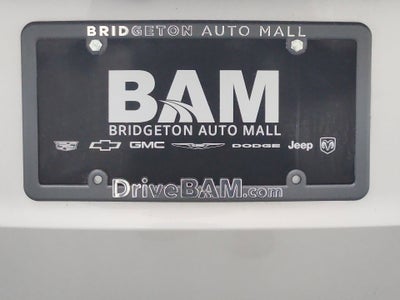 BRIDGETON AUTO MALL
BAM
BRIDGETON AUTO MALL
GMC DODGE Jeep
DriveBAM.com